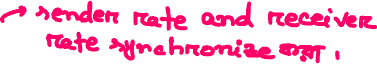 → sender rate and receiver
rate synchronize করা।